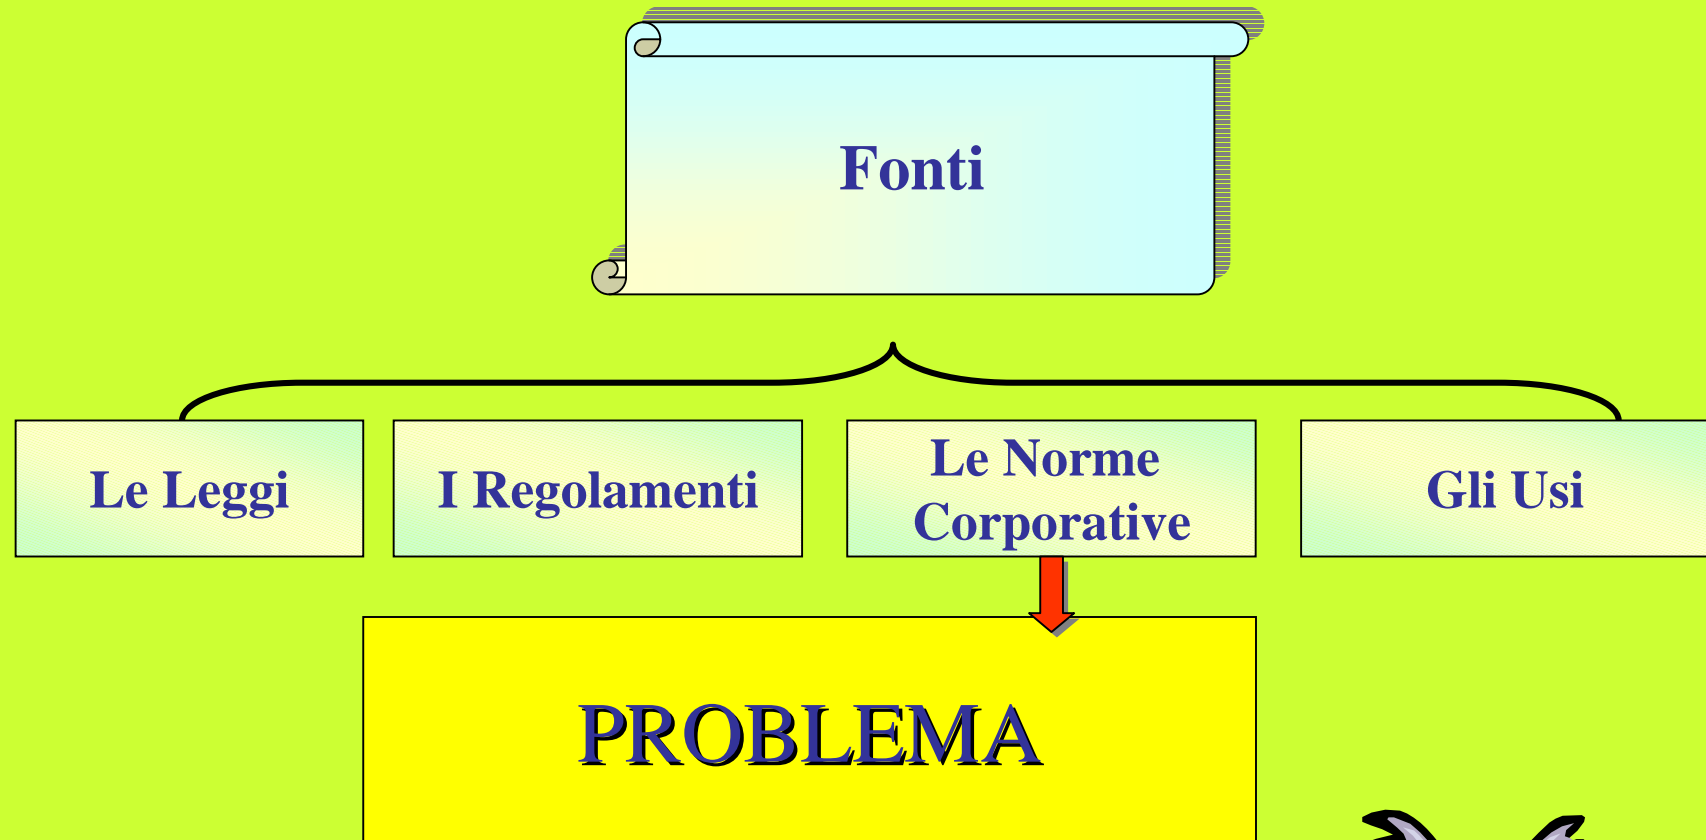 Fonti
Le Leggi
I Regolamenti
Le Norme
Corporative
Gli Usi
PROBLEMA